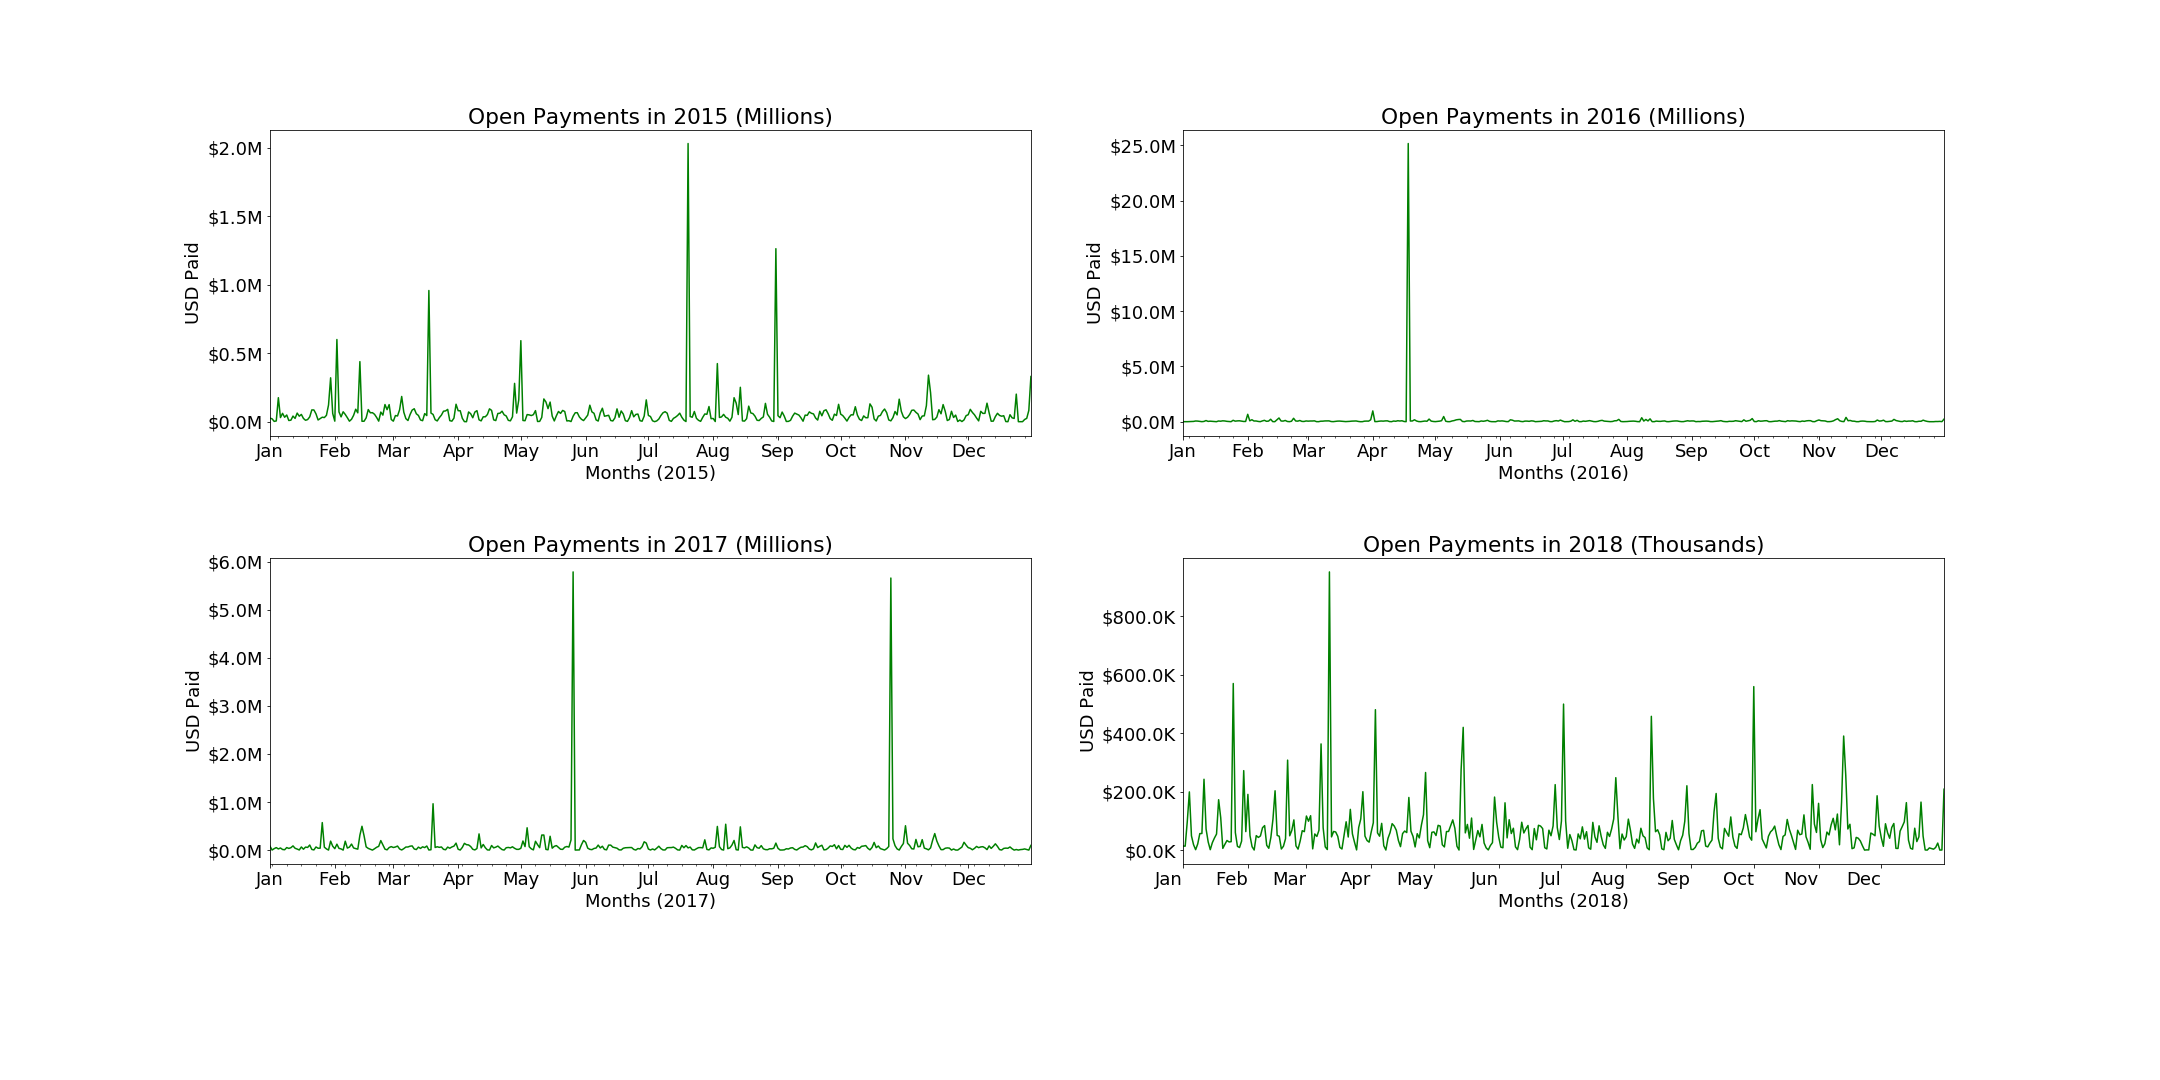 Open Payments in 2015 (Millions)
$2.0M
$1.5M
$1.0M
$0.5M
$0.0M
USD Paid
Jan Feb Mar Apr May Jun Jul Aug Sep Oct Nov Dec
Months (2015)
Open Payments in 2016 (Millions)
$25.0M
$20.0M
$15.0M
$10.0M
$5.0M
$0.0M
USD Paid
Jan Feb Mar Apr May Jun Jul Aug Sep Oct Nov Dec
Months (2016)
Open Payments in 2017 (Millions)
$6.0M
$5.0M
$4.0M
$3.0M
$2.0M
$1.0M
$0.0M
USD Paid
Jan Feb Mar Apr May Jun Jul Aug Sep Oct Nov Dec
Months (2017)
Open Payments in 2018 (Thousands)
$800.0K
$600.0K
$400.0K
$200.0K
$0.0K
USD Paid
Jan Feb Mar Apr May Jun Jul Aug Sep Oct Nov Dec
Months (2018)